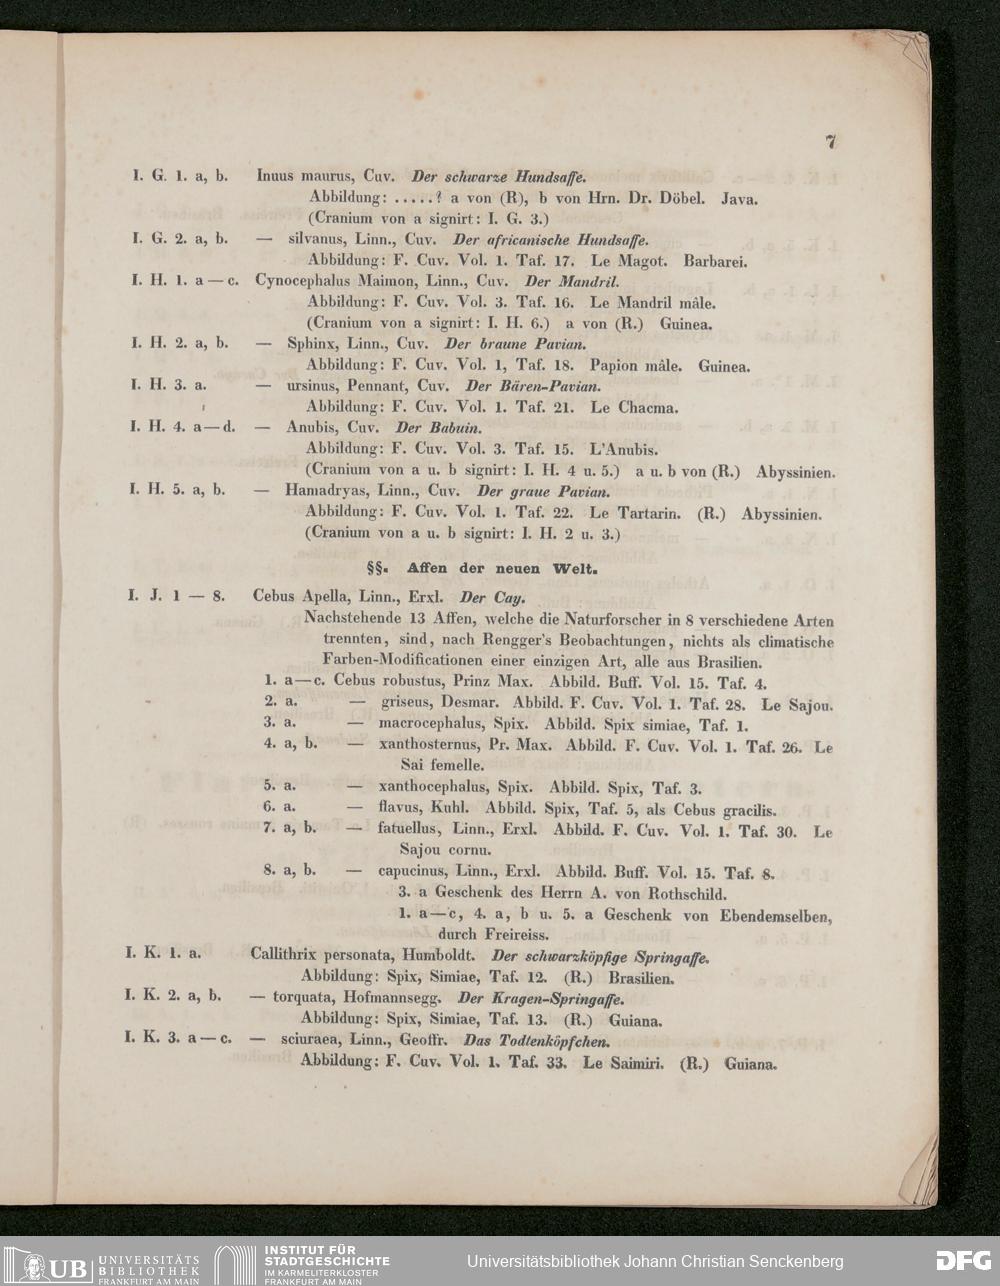 7
I. G. 1. a, b. Inuus maurus, Cuv. Der schwarze Hundsaffe.
Abbildung: .....? a von (R), b von Hrn. Dr. Döbel. Java.
(Cranium von a signirt: I. G. 3.)
I. G. 2. a, b. — silvanus, Linn., Cuv. Der africanische Hundsaffe.
Abbildung: F. Cuv. Vol. 1. Taf. 17. Le Magot. Barbarei.
I. H. 1. a — c. Cynocephalus Maimon, Linn., Cuv. Der Mandril.
Abbildung: F. Cuv. Vol. 3. Taf. 16. Le Mandril mâle.
(Cranium von a signirt: I. H. 6.) a von (R.) Guinea.
I. H. 2. a, b. — Sphinx, Linn., Cuv. Der braune Pavian.
Abbildung: F. Cuv. Vol. 1, Taf. 18. Papion mâle. Guinea.
I. H. 3. a. — ursinus, Pennant, Cuv. Der Bären-Pavian.
Abbildung: F. Cuv. Vol. 1. Taf. 21. Le Chacma.
I. H. 4. a — d. — Anubis, Cuv. Der Babuin.
Abbildung: F. Cuv. Vol. 3. Taf. 15. L'Anubis.
(Cranium von a u. b signirt: I. H. 4 u. 5.) a u. b von (R.) Abyssinien.
I. H. 5. a, b. — Hamadryas, Linn., Cuv. Der graue Pavian.
Abbildung: F. Cuv. Vol. 1. Taf. 22. Le Tartarin. (R.) Abyssinien.
(Cranium von a u. b signirt: I. H. 2 u. 3.)
§§. Affen der neuen Welt.
I. J. 1 — 8. Cebus Apella, Linn., Erxl. Der Cay.
Nachstehende 13 Affen, welche die Naturforscher in 8 verschiedene Arten
trennten, sind, nach Rengger's Beobachtungen, nichts als climatische
Farben-Modificationen einer einzigen Art, alle aus Brasilien.
1. a — c. Cebus robustus, Prinz Max. Abbild. Buff. Vol. 15. Taf. 4.
2. a. — griseus, Desmar. Abbild. F. Cuv. Vol. 1. Taf. 28. Le Sajou.
3. a. — macrocephalus, Spix. Abbild. Spix simiae, Taf. 1.
4. a, b. — xanthosternus, Pr. Max. Abbild. F. Cuv. Vol. 1. Taf. 26. Le
Sai femelle.
5. a. — xanthocephalus, Spix. Abbild. Spix, Taf. 3.
6. a. — flavus, Kuhl. Abbild. Spix, Taf. 5, als Cebus gracilis.
7. a, b. — fatuellus, Linn., Erxl. Abbild. F. Cuv. Vol. 1. Taf. 30. Le
Sajou cornu.
8. a, b. — capucinus, Linn., Erxl. Abbild. Buff. Vol. 15. Taf. 8.
3. a Geschenk des Herrn A. von Rothschild.
1. a — c, 4. a, b u. 5. a Geschenk von Ebendemselben,
durch Freireiss.
I. K. 1. a. Callithrix personata, Humboldt. Der schwarzköpfige Springaffe.
Abbildung: Spix, Simiae, Taf. 12. (R.) Brasilien.
I. K. 2. a, b. — torquata, Hofmannsegg. Der Kragen-Springaffe.
Abbildung: Spix, Simiae, Taf. 13. (R.) Guiana.
I. K. 3. a — c. — sciuraea, Linn., Geoffr. Das Todtenköpfchen.
Abbildung: F. Cuv. Vol. 1. Taf. 33. Le Saimiri. (R.) Guiana.
UB UNIVERSITÄTS
BIBLIOTHEK
FRANKFURT AM MAIN
INSTITUT FÜR
STADTGESCHICHTE
IM KARMELITERKLOSTER
FRANKFURT AM MAIN
Universitätsbibliothek Johann Christian Senckenberg
DFG